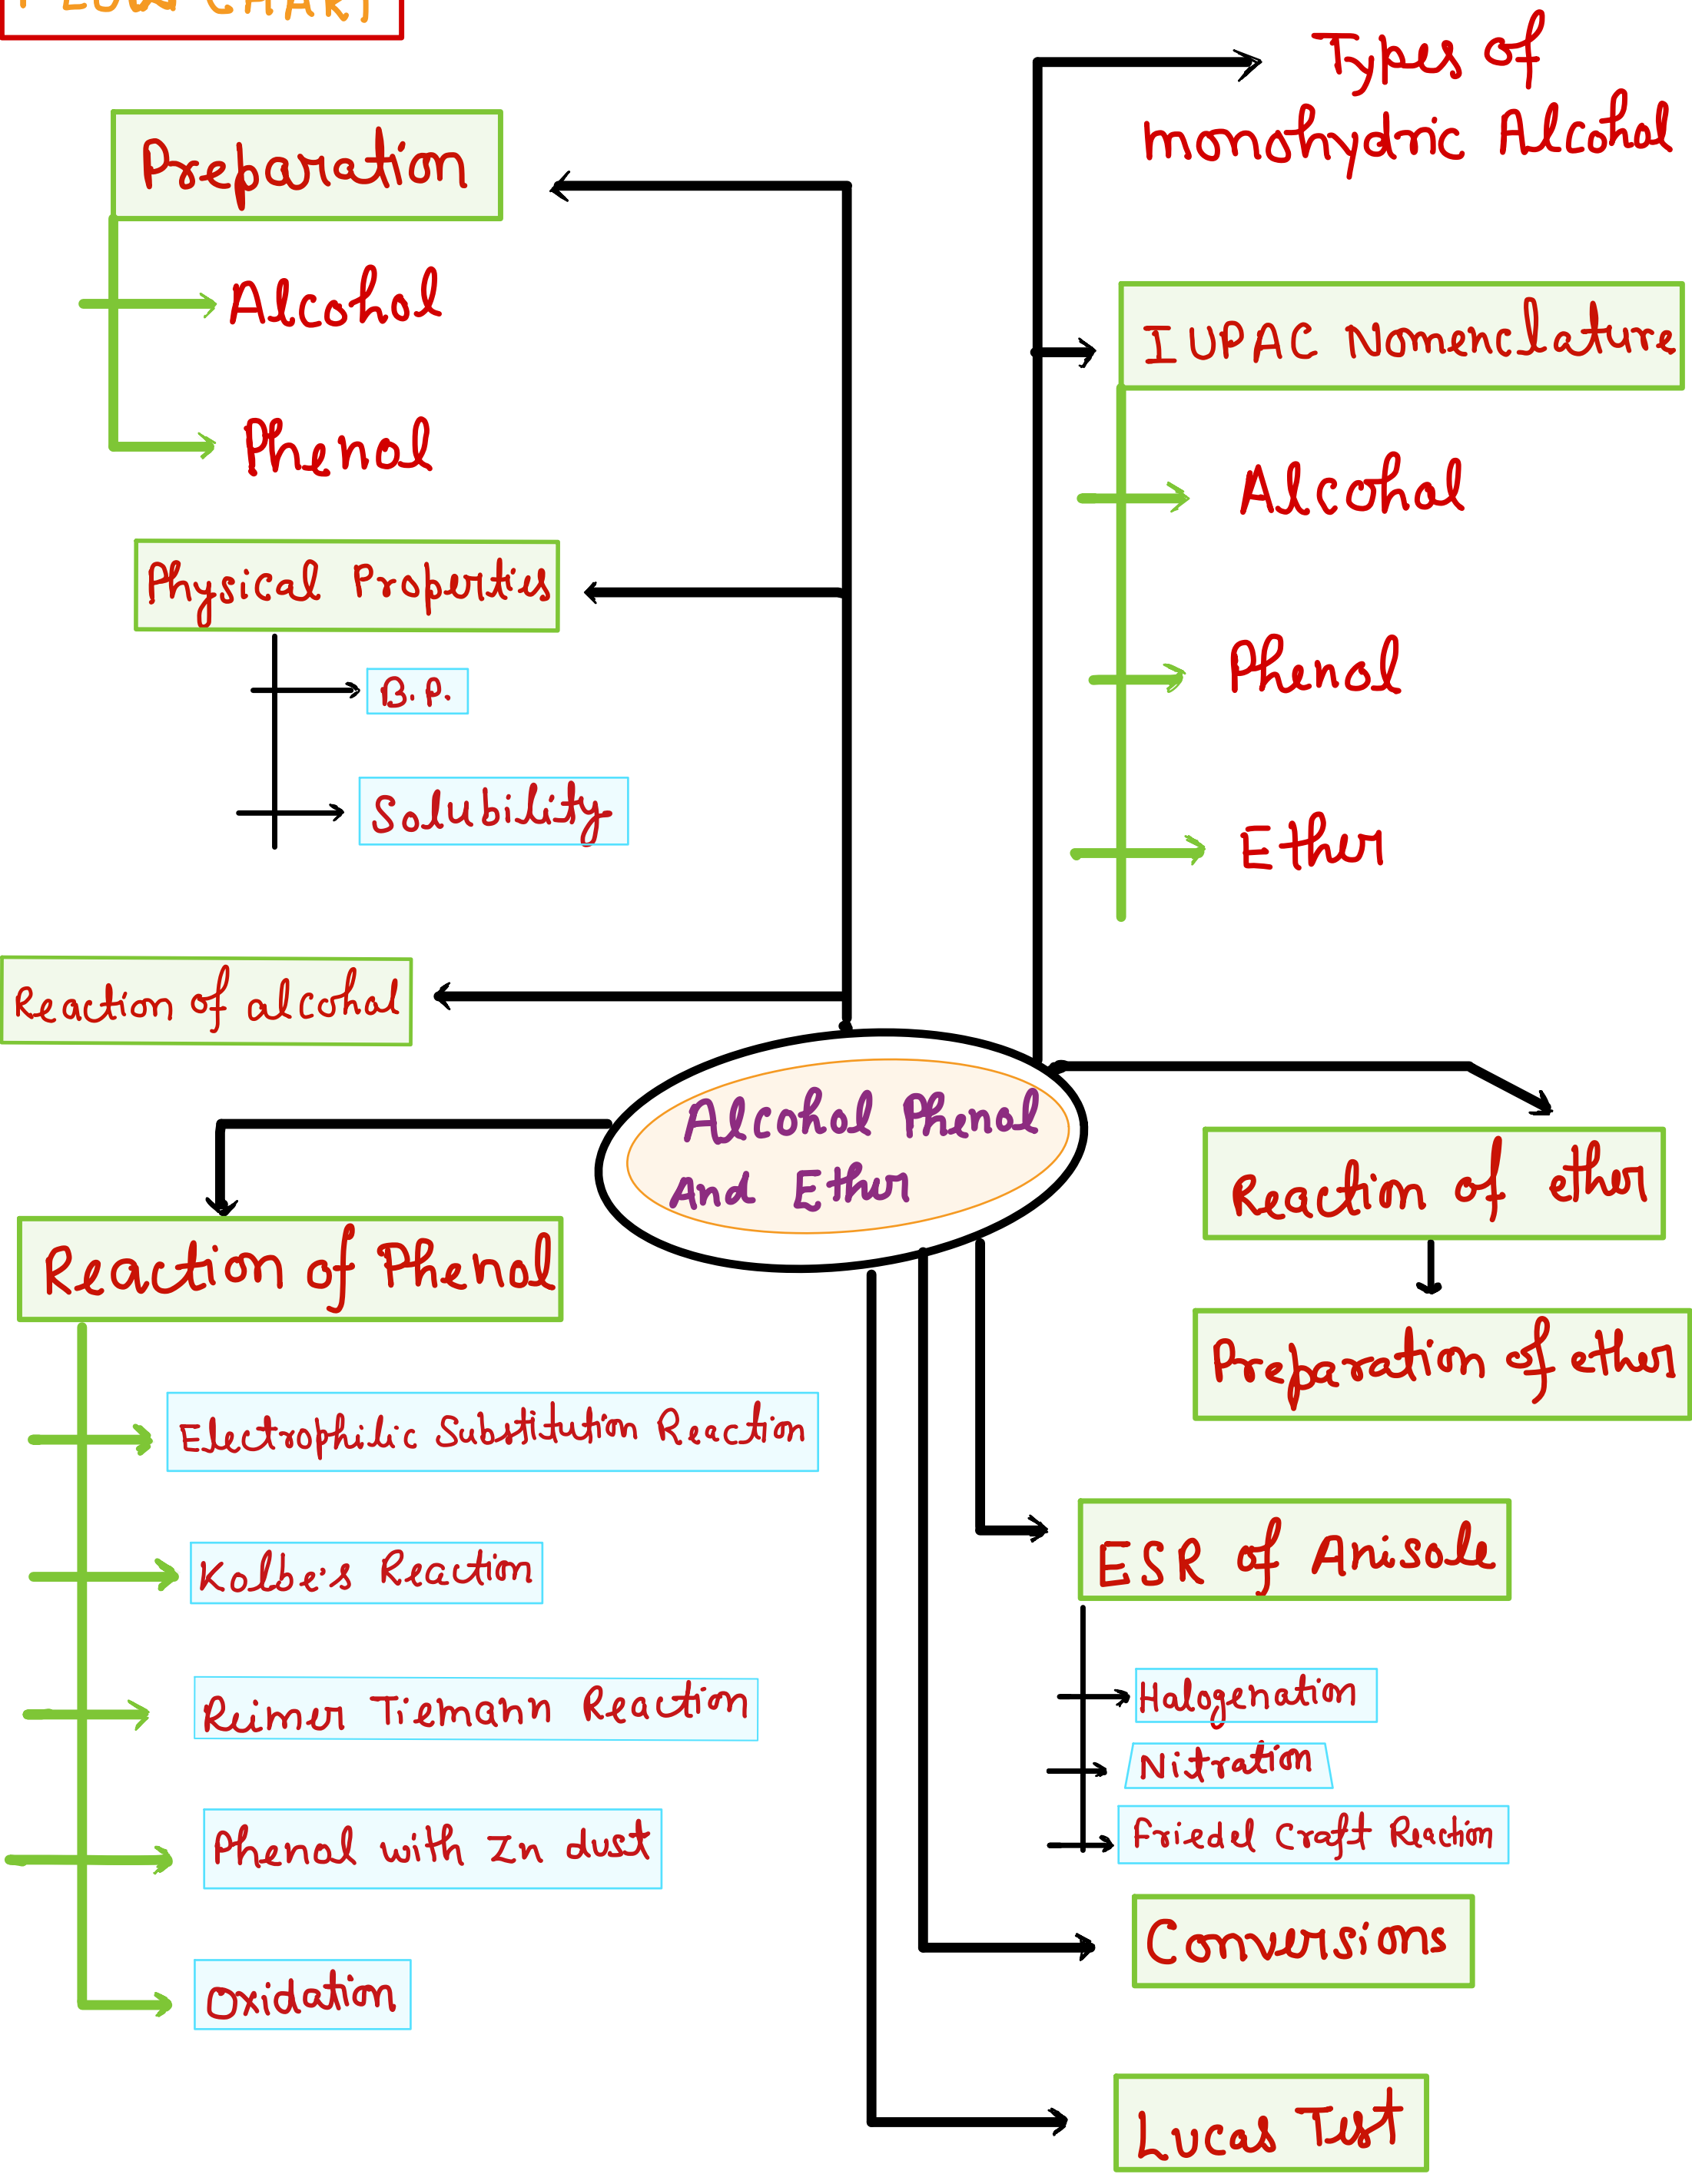 FLOW CHART
Preparation
Alcohol
Phenol
Physical Properties
B.P.
Solubility
Reaction of alcohol
Types of
monohydric Alcohol
IUPAC Nomenclature
Alcohol
Phenol
Ether
Alcohol Phenol
And Ether
Reaction of ether
Preparation of ether
Reaction of Phenol
Electrophilic Substitution Reaction
Kolbe's Reaction
Reimer Tiemann Reaction
Phenol with Zn dust
Oxidation
ESR of Anisole
Halogenation
Nitration
Friedel Craft Reaction
Conversions
Lucas Test